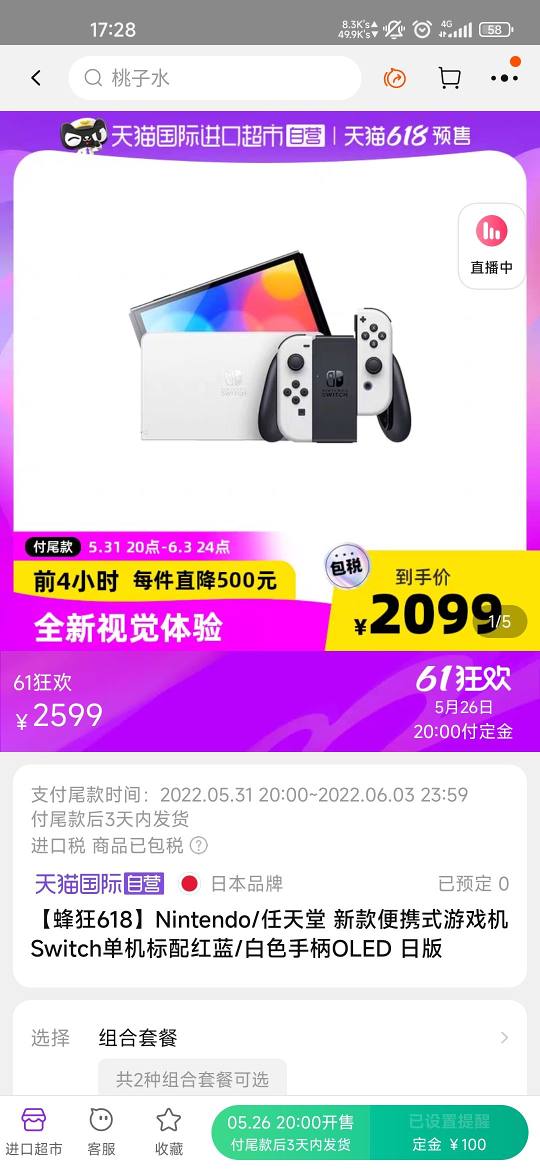 17:28
8.3K/s
49.9K/s
4G
58
桃子水
天猫国际进口超市 自营 | 天猫618 预售
直播中
NINTENDO
SWITCH
付尾款 5.31 20点-6.3 24点
前4小时 每件直降500元
包税
到手价
¥2099
1/5
全新视觉体验
61狂欢
¥2599
61狂欢
5月26日
20:00付定金
支付尾款时间：2022.05.31 20:00~2022.06.03 23:59
付尾款后3天内发货
进口税 商品已包税 ?
天猫国际 自营 日本品牌
已预定 0
【蜂狂618】Nintendo/任天堂 新款便携式游戏机
Switch单机标配红蓝/白色手柄OLED 日版
选择 组合套餐
共2种组合套餐可选
进口超市
客服
收藏
05.26 20:00开售
付尾款后3天内发货
已设置提醒
定金 ¥100